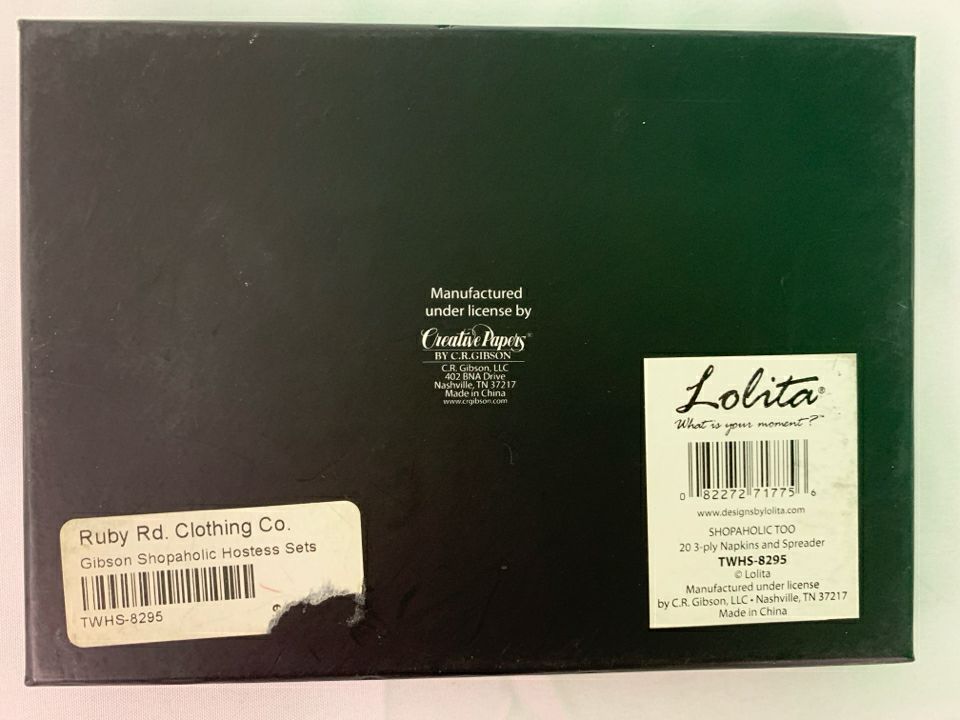 Manufactured
under license by
Creative Papers®
BY C.R.GIBSON
C.R. Gibson, LLC
402 BNA Drive
Nashville, TN 37217
Made in China
www.crgibson.com
Lolita®
What is your moment?™
0 82272 71775 6
www.designsbylolita.com
SHOPAHOLIC TOO
20 3-ply Napkins and Spreader
TWHS-8295
© Lolita
Manufactured under license
by C.R. Gibson, LLC • Nashville, TN 37217
Made in China
Ruby Rd. Clothing Co.
Gibson Shopaholic Hostess Sets
TWHS-8295